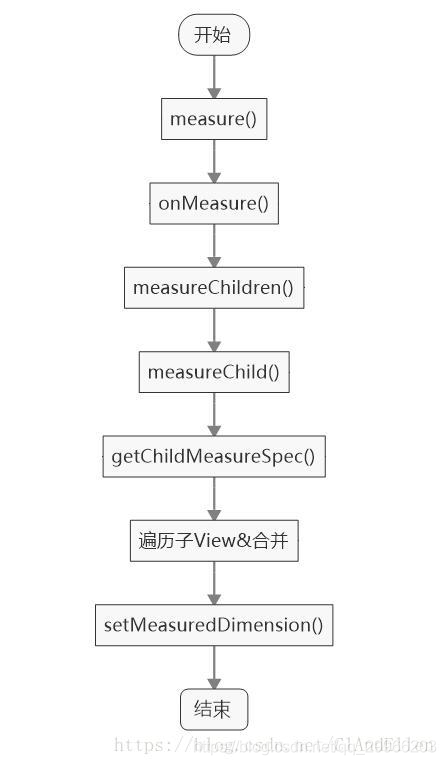 开始
measure()
onMeasure()
measureChildren()
measureChild()
getChildMeasureSpec()
遍历子View&合并
setMeasuredDimension()
结束